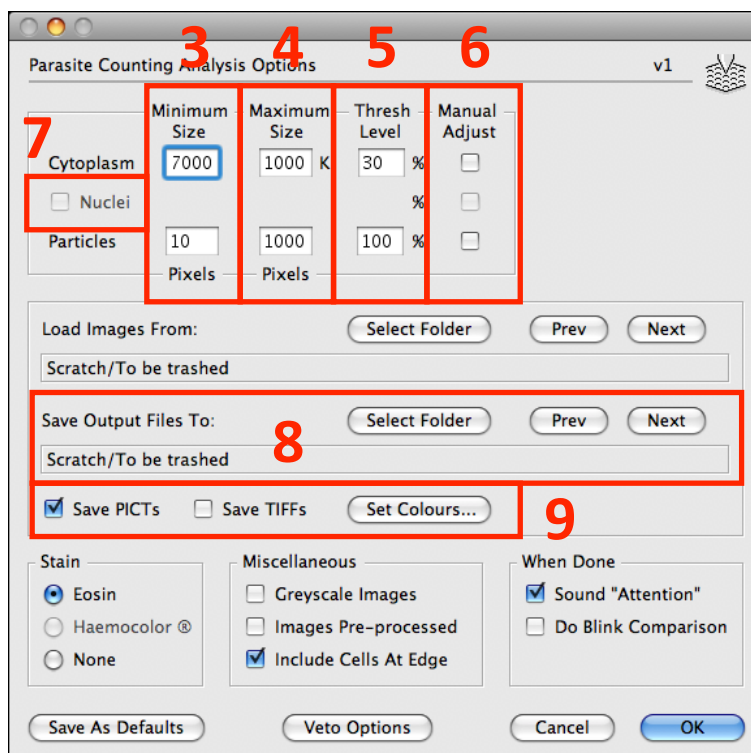 3 4 5 6
Parasite Counting Analysis Options v1
Minimum Maximum Thresh Manual
Size Size Level Adjust
7
Cytoplasm 7000 1000 K 30 %
Nuclei %
Particles 10 1000 100 %
Pixels Pixels
Load Images From: Select Folder Prev Next
Scratch/To be trashed
Save Output Files To: Select Folder Prev Next
8
Scratch/To be trashed
Save PICTs Save TIFFs Set Colours... 9
Stain Miscellaneous When Done
Eosin Greyscale Images Sound "Attention"
Haemocolor ® Images Pre-processed Do Blink Comparison
None Include Cells At Edge
Save As Defaults Veto Options Cancel OK